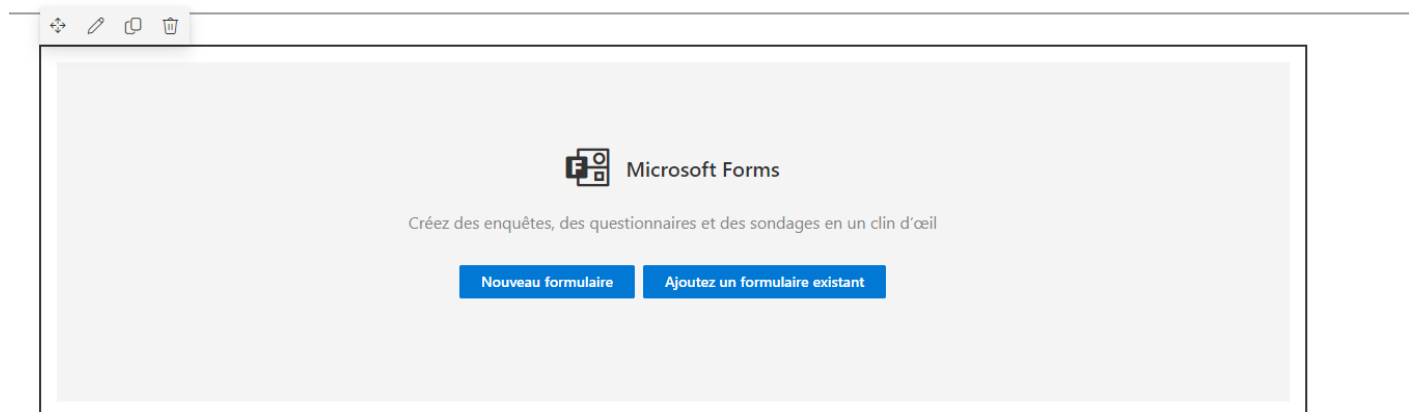 Microsoft Forms
Créez des enquêtes, des questionnaires et des sondages en un clin d’œil
Nouveau formulaire
Ajoutez un formulaire existant